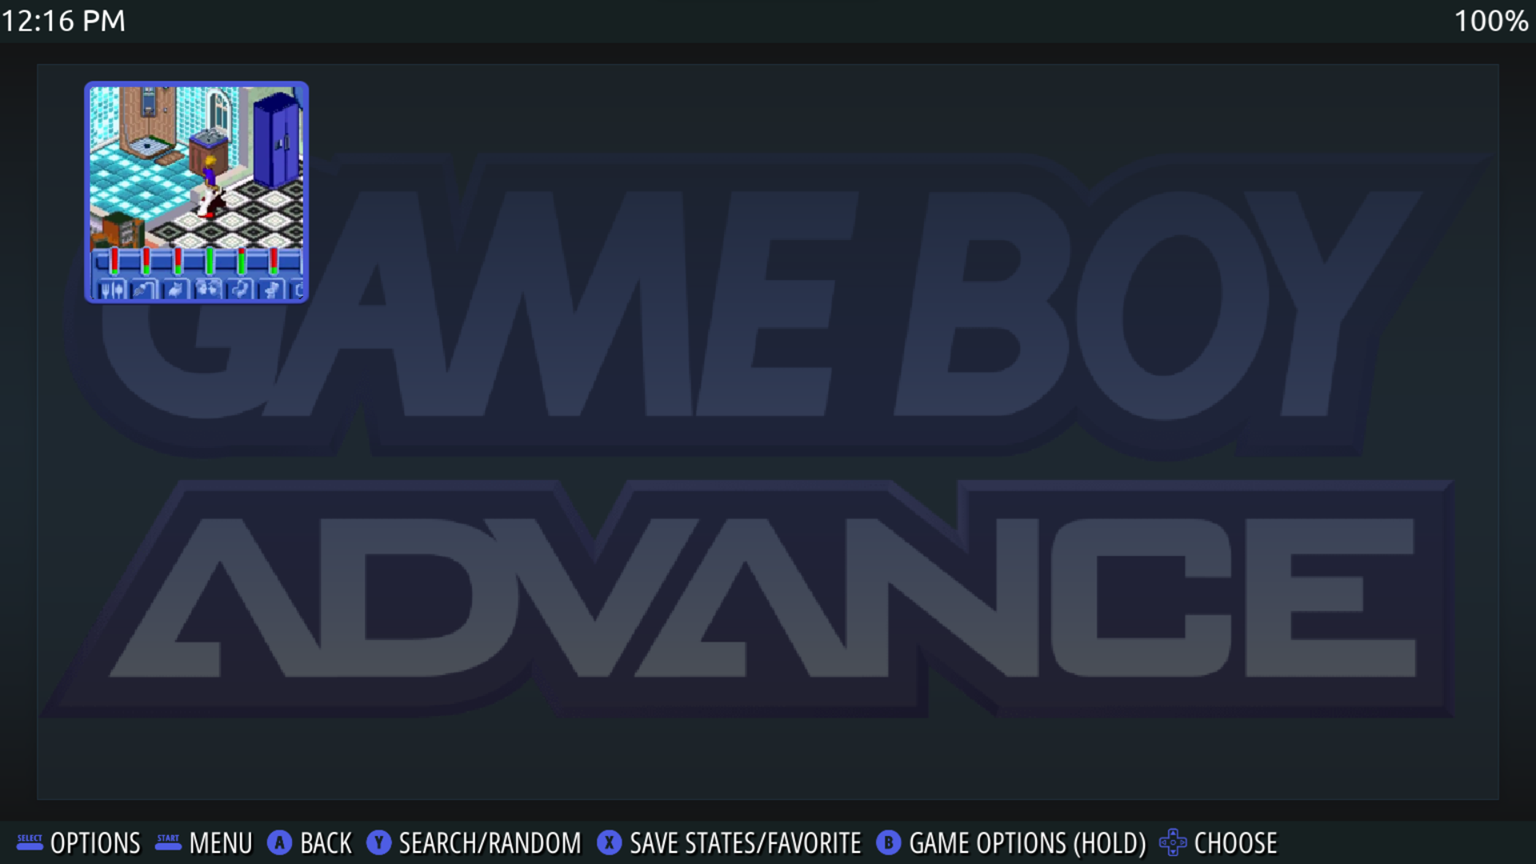 12:16 PM 100%
GAME BOY
ADVANCE
SELECT OPTIONS START MENU A BACK Y SEARCH/RANDOM X SAVE STATES/FAVORITE B GAME OPTIONS (HOLD) CHOOSE